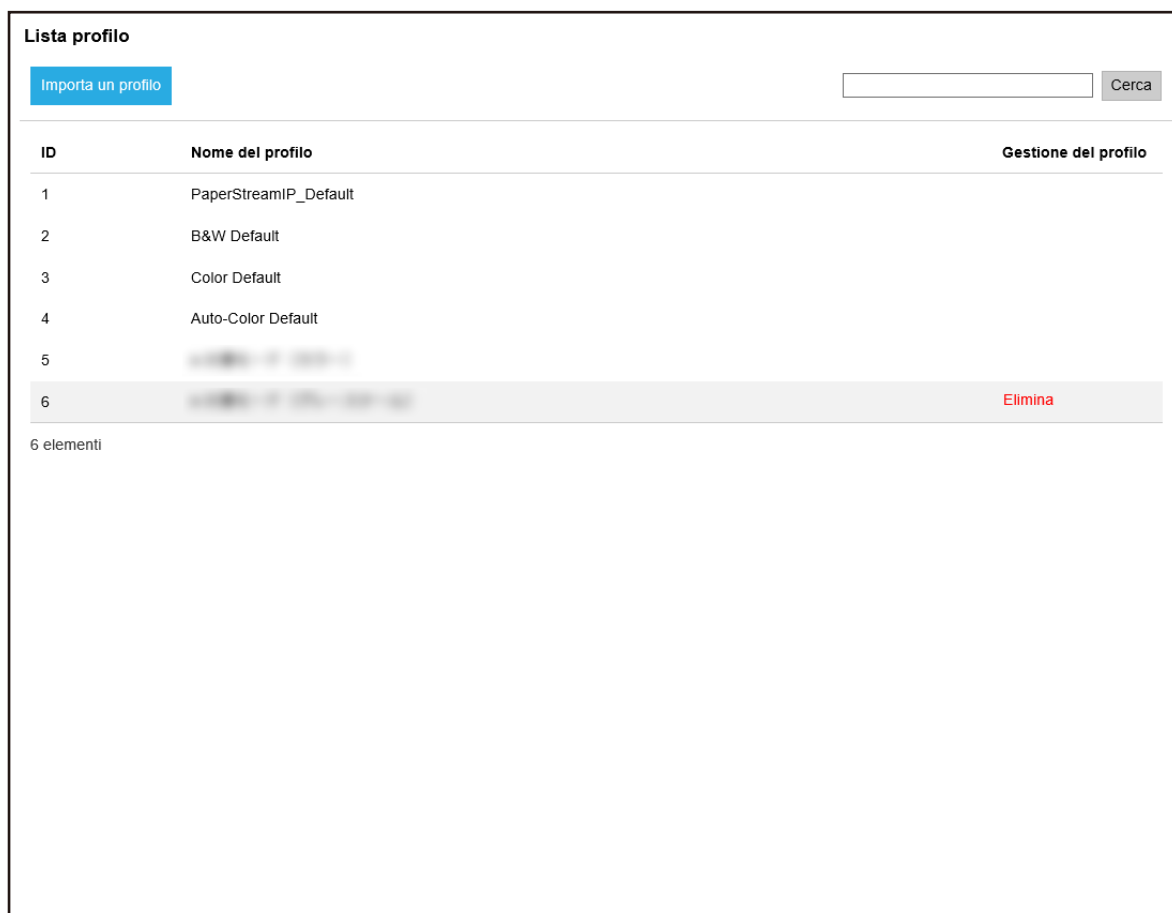 Lista profilo
Importa un profilo Cerca
ID Nome del profilo Gestione del profilo
1 PaperStreamIP_Default
2 B&W Default
3 Color Default
4 Auto-Color Default
5
6 Elimina
6 elementi